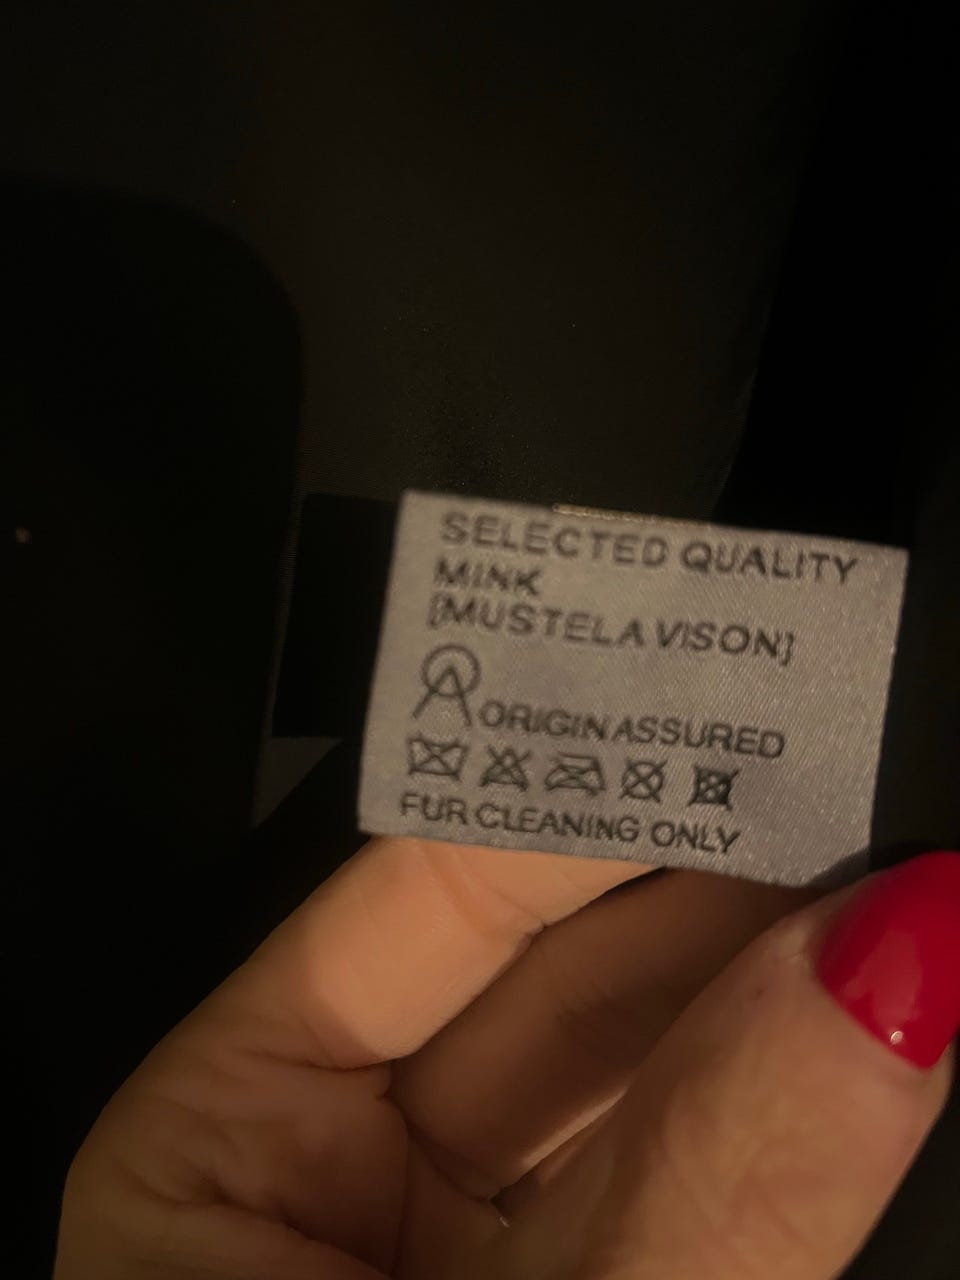 SELECTED QUALITY
MINK
[MUSTELA VISON]
ORIGIN ASSURED
FUR CLEANING ONLY